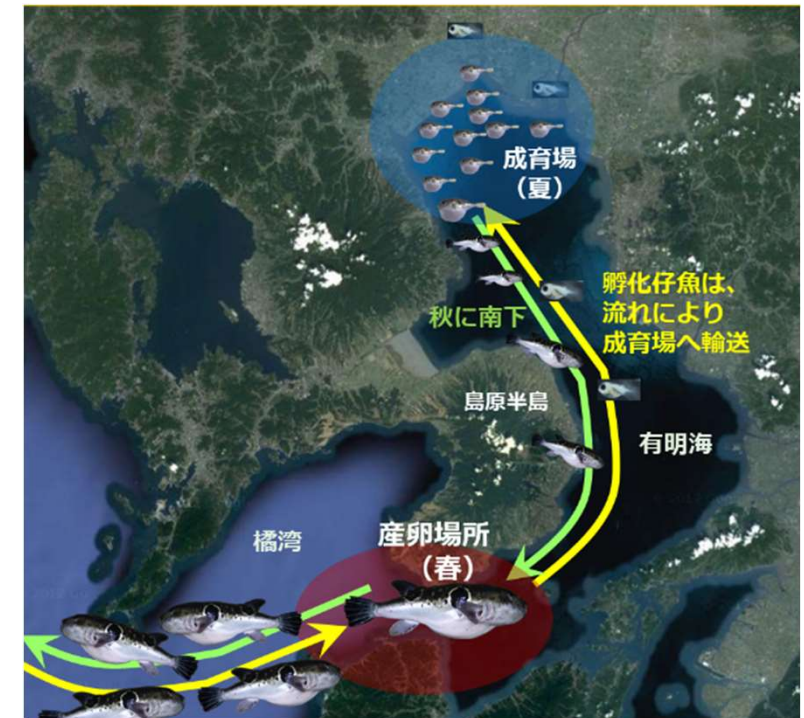 成育場
（夏）
孵化仔魚は、
流れにより
成育場へ輸送
秋に南下
島原半島
有明海
産卵場所
（春）
橘湾